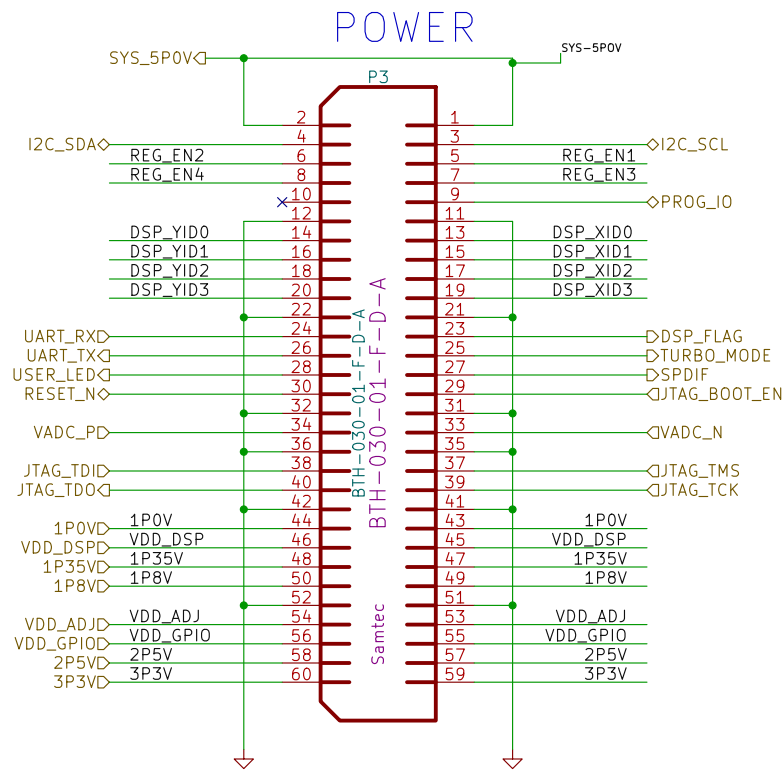 POWER
SYS_5P0V
SYS-5P0V
P3
2 1
I2C_SDA 4 3 I2C_SCL
REG_EN2 6 5 REG_EN1
REG_EN4 8 7 REG_EN3
10 9 PROG_IO
12 11
DSP_YID0 14 13 DSP_XID0
DSP_YID1 16 15 DSP_XID1
DSP_YID2 18 17 DSP_XID2
DSP_YID3 20 19 DSP_XID3
22 21
UART_RX 24 23 DSP_FLAG
UART_TX 26 25 TURBO_MODE
USER_LED 28 27 SPDIF
RESET_N 30 29 JTAG_BOOT_EN
32 31
VADC_P 34 33 VADC_N
36 35
JTAG_TDI 38 37 JTAG_TMS
JTAG_TDO 40 39 JTAG_TCK
42 41
1P0V 1P0V 44 43 1P0V
VDD_DSP VDD_DSP 46 45 VDD_DSP
1P35V 1P35V 48 47 1P35V
1P8V 1P8V 50 49 1P8V
52 51
VDD_ADJ VDD_ADJ 54 53 VDD_ADJ
VDD_GPIO VDD_GPIO 56 55 VDD_GPIO
2P5V 2P5V 58 57 2P5V
3P3V 3P3V 60 59 3P3V
BTH-030-01-F-D-A
BTH-030-01-F-D-A
Samtec